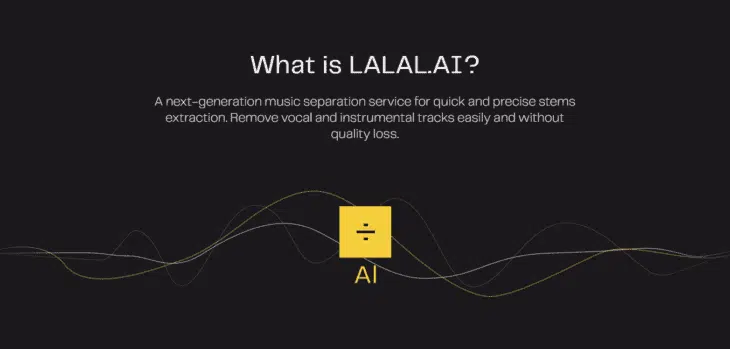 What is LALAL.AI?
A next-generation music separation service for quick and precise stems
extraction. Remove vocal and instrumental tracks easily and without
quality loss.
÷
AI